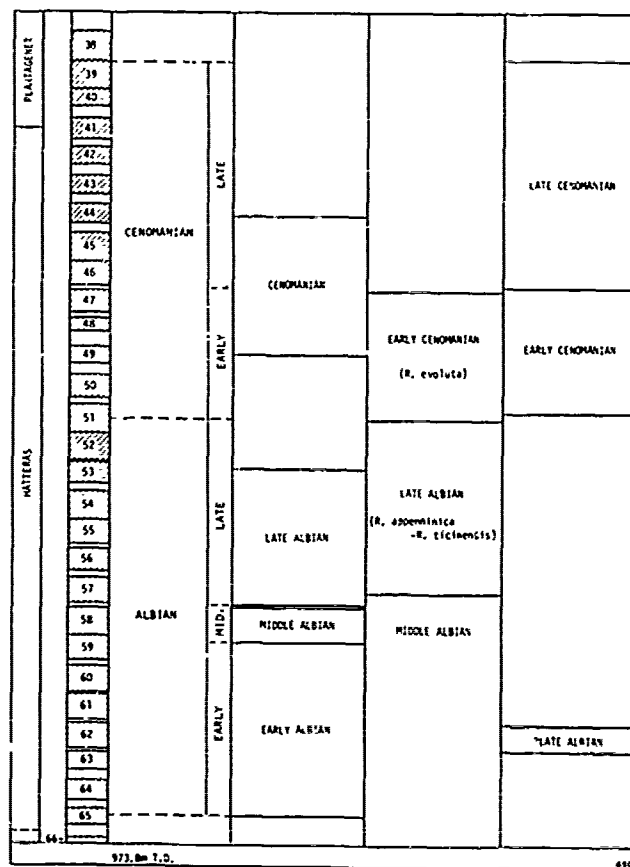 PLANTAGENET
HATTERAS
38
39
40
41
42
43
44
45
46
47
48
49
50
51
52
53
54
55
56
57
58
59
60
61
62
63
64
65
66
CENOMANIAN
ALBIAN
LATE
EARLY
LATE
MID.
EARLY
CENOMANIAN
LATE ALBIAN
MIDDLE ALBIAN
EARLY ALBIAN
EARLY CENOMANIAN
(R. evoluta)
LATE ALBIAN
(R. appenninica
-R. ticinensis)
MIDDLE ALBIAN
LATE CENOMANIAN
EARLY CENOMANIAN
?LATE ALBIAN
973.8m T.D.